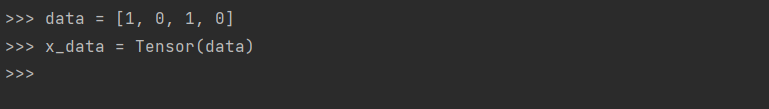 >>> data = [1, 0, 1, 0]
>>> x_data = Tensor(data)
>>>